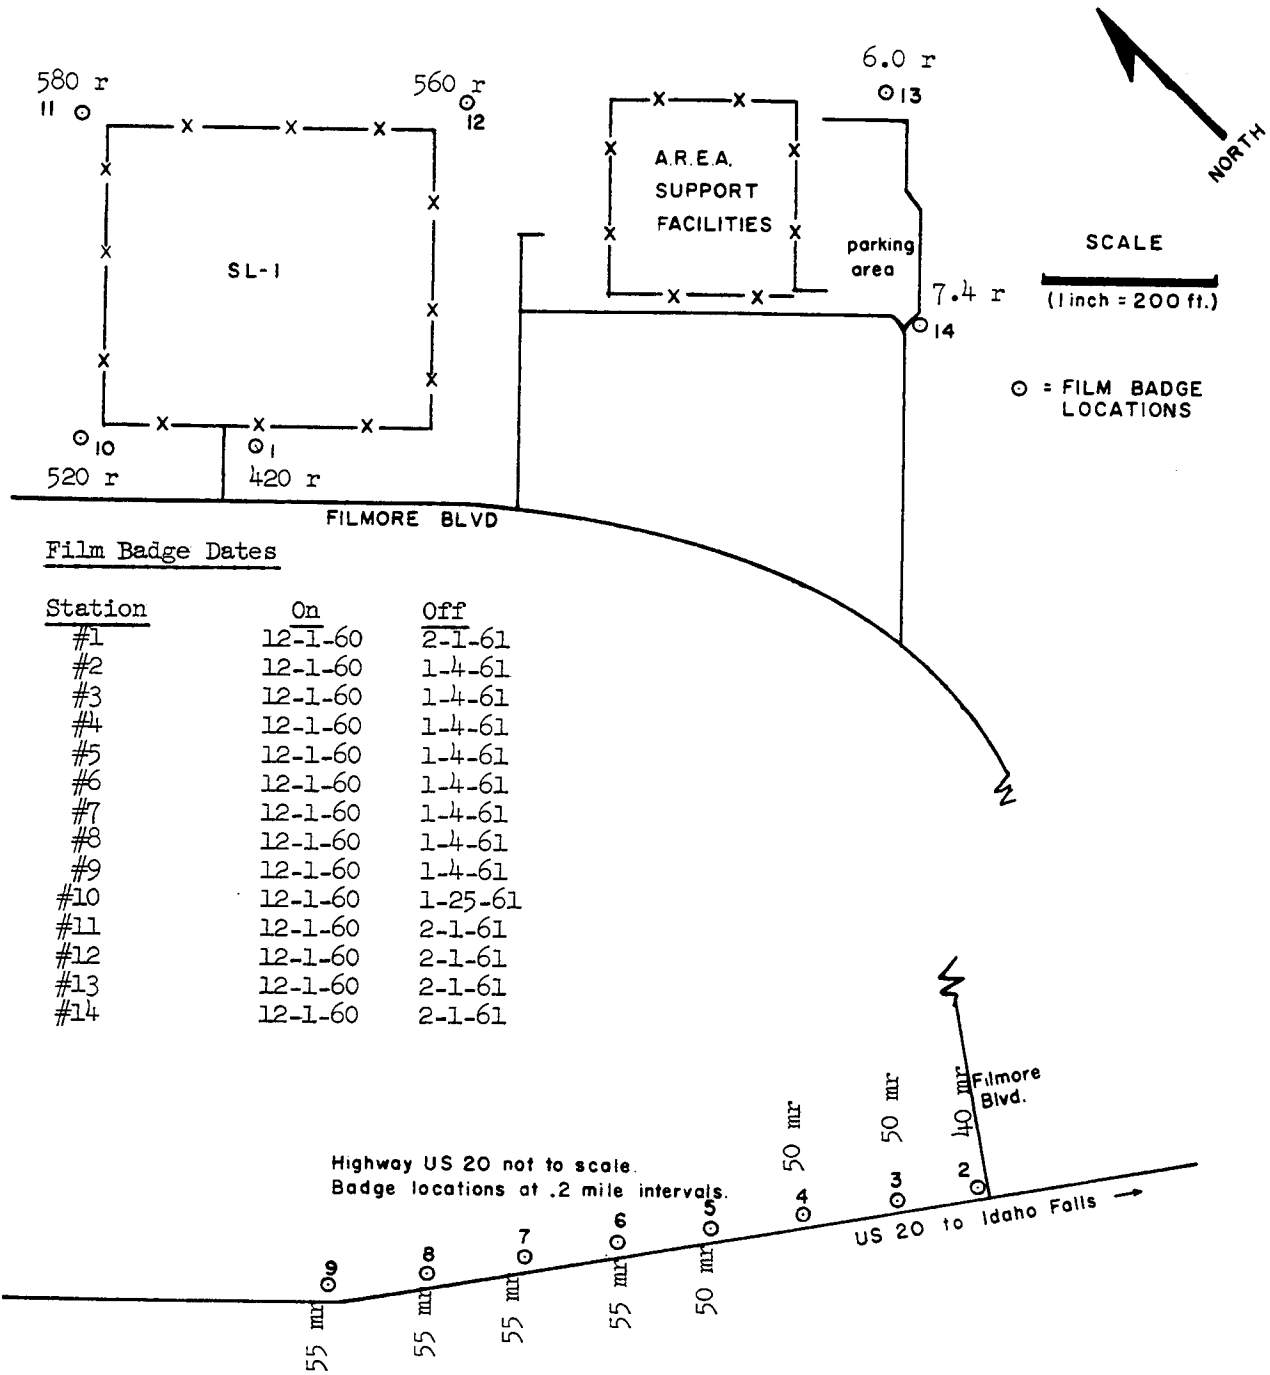 580 r
11
560 r
12
6.0 r
13
NORTH
A.R.E.A.
SUPPORT
FACILITIES
parking
area
SCALE
(1 inch = 200 ft.)
SL-1
7.4 r
14
⊙ = FILM BADGE
LOCATIONS
10
1
520 r
420 r
FILMORE BLVD
Film Badge Dates
Station On Off
#1 12-1-60 2-1-61
#2 12-1-60 1-4-61
#3 12-1-60 1-4-61
#4 12-1-60 1-4-61
#5 12-1-60 1-4-61
#6 12-1-60 1-4-61
#7 12-1-60 1-4-61
#8 12-1-60 1-4-61
#9 12-1-60 1-4-61
#10 12-1-60 1-25-61
#11 12-1-60 2-1-61
#12 12-1-60 2-1-61
#13 12-1-60 2-1-61
#14 12-1-60 2-1-61
Filmore
Blvd.
40 mr
50 mr
50 mr
Highway US 20 not to scale.
Badge locations at .2 mile intervals.
2
3
4
5
6
7
8
9
US 20 to Idaho Falls
50 mr
55 mr
55 mr
55 mr
55 mr